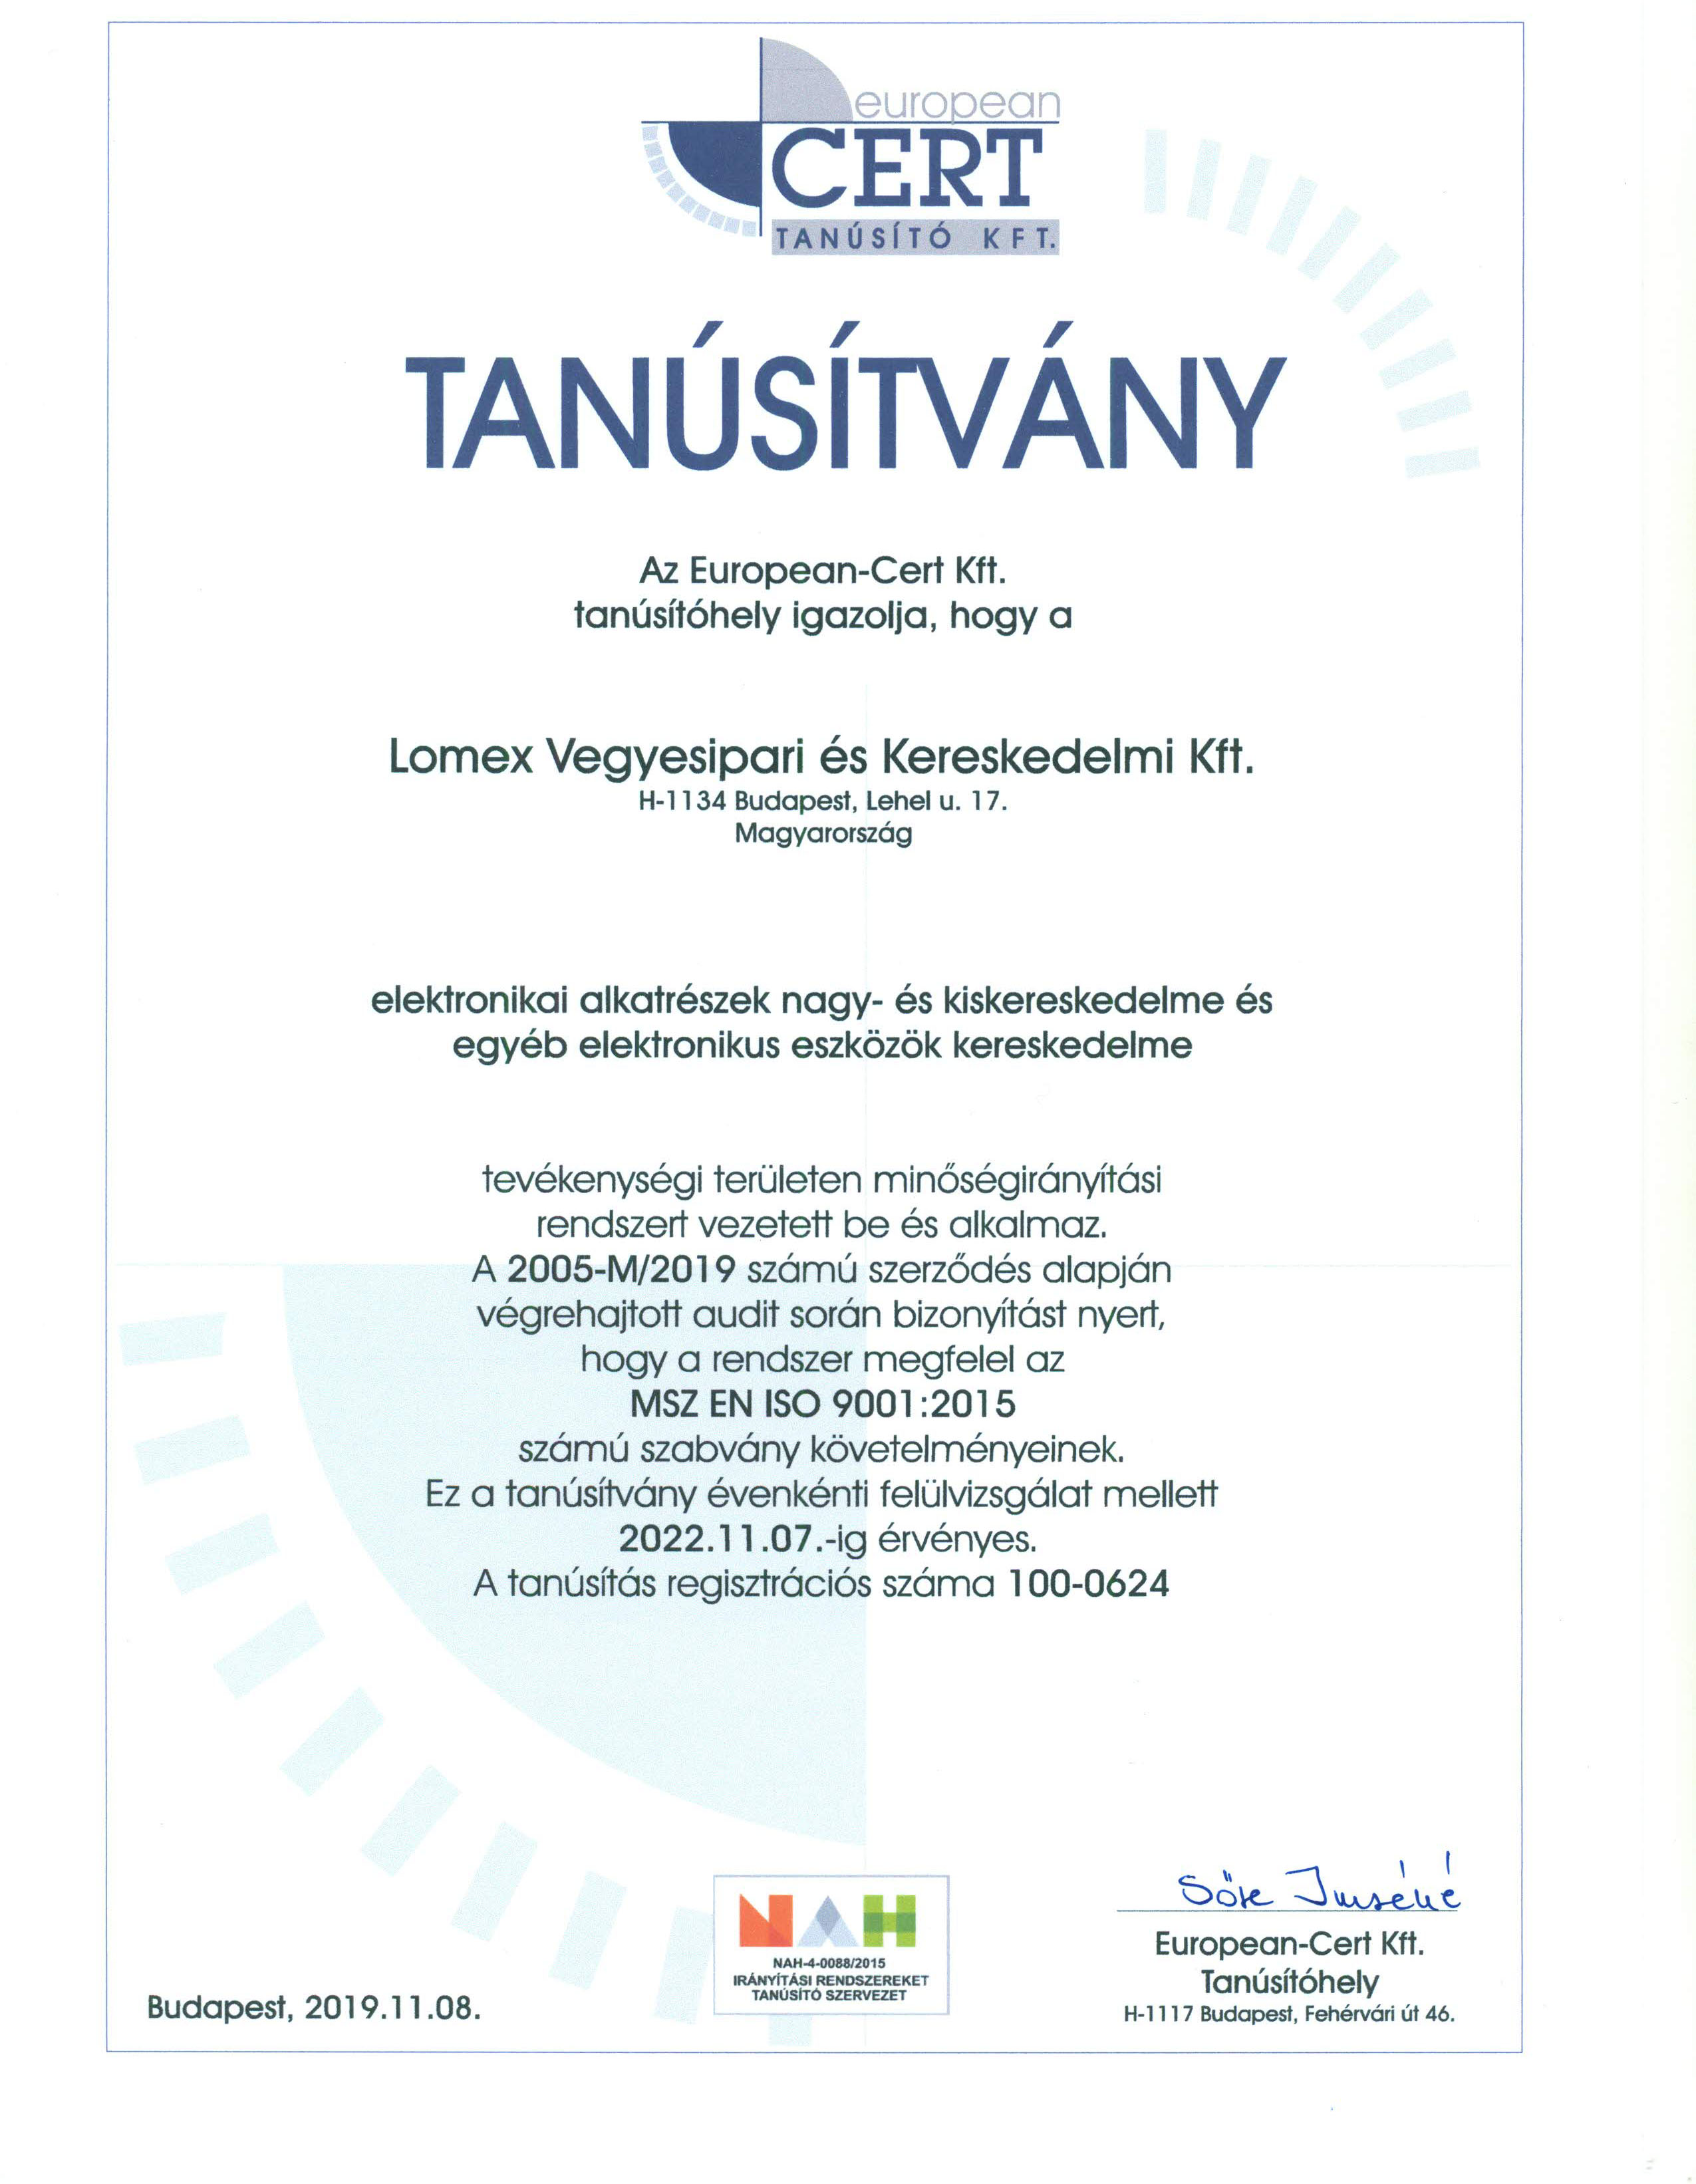 european
CERT
TANÚSÍTÓ KFT.
TANÚSÍTVÁNY
Az European-Cert Kft.
tanúsítóhely igazolja, hogy a
Lomex Vegyesipari és Kereskedelmi Kft.
H-1134 Budapest, Lehel u. 17.
Magyarország
elektronikai alkatrészek nagy- és kiskereskedelme és
egyéb elektronikus eszközök kereskedelme
tevékenységi területen minőségirányítási
rendszert vezetett be és alkalmaz.
A 2005-M/2019 számú szerződés alapján
végrehajtott audit során bizonyítást nyert,
hogy a rendszer megfelel az
MSZ EN ISO 9001:2015
számú szabvány követelményeinek.
Ez a tanúsítvány évenkénti felülvizsgálat mellett
2022.11.07.-ig érvényes.
A tanúsítás regisztrációs száma 100-0624
NAH
NAH-4-0088/2015
IRÁNYÍTÁSI RENDSZEREKET
TANÚSÍTÓ SZERVEZET
Budapest, 2019.11.08.
European-Cert Kft.
Tanúsítóhely
H-1117 Budapest, Fehérvári út 46.